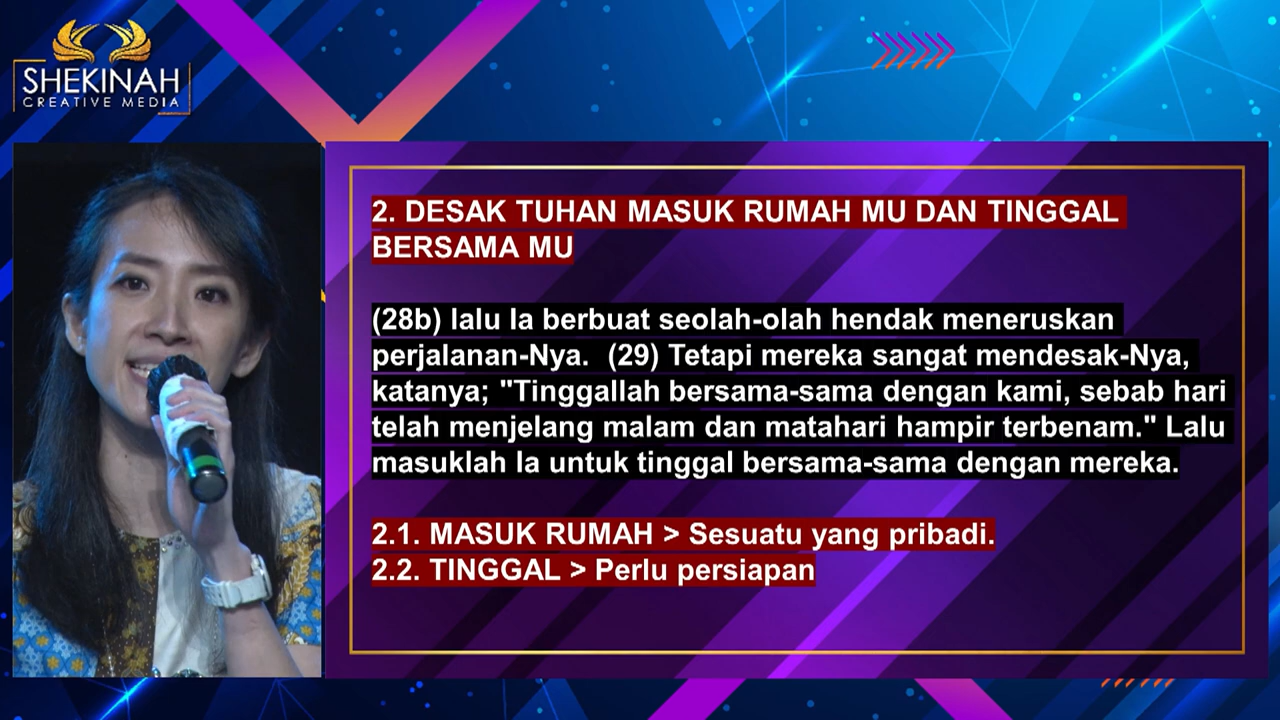 SHEKINAH
CREATIVE MEDIA
2. DESAK TUHAN MASUK RUMAH MU DAN TINGGAL
BERSAMA MU
(28b) lalu Ia berbuat seolah-olah hendak meneruskan
perjalanan-Nya.  (29) Tetapi mereka sangat mendesak-Nya,
katanya; "Tinggallah bersama-sama dengan kami, sebab hari
telah menjelang malam dan matahari hampir terbenam." Lalu
masuklah Ia untuk tinggal bersama-sama dengan mereka.
2.1. MASUK RUMAH > Sesuatu yang pribadi.
2.2. TINGGAL > Perlu persiapan